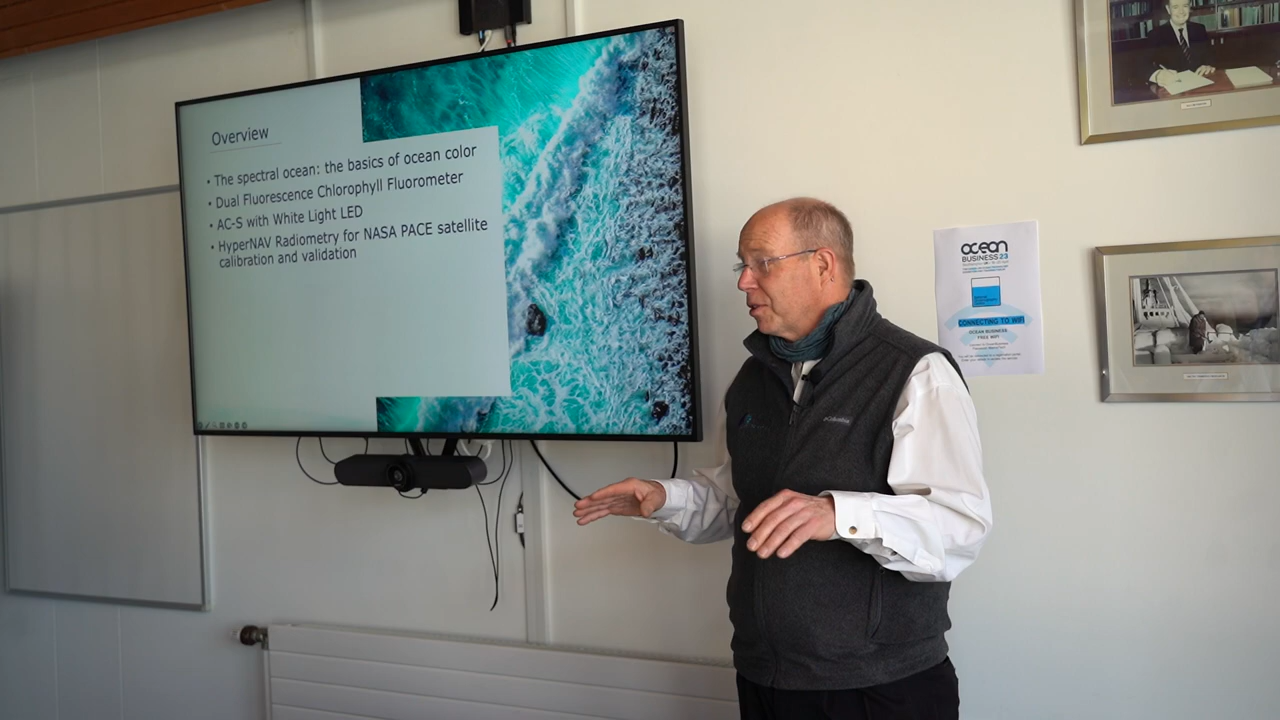 Overview
• The spectral ocean: the basics of ocean color
• Dual Fluorescence Chlorophyll Fluorometer
• AC-S with White Light LED
• HyperNAV Radiometry for NASA PACE satellite
calibration and validation
Columbia
ocean
BUSINESS 23
CONNECTING TO WIFI
OCEAN BUSINESS
FREE WIFI